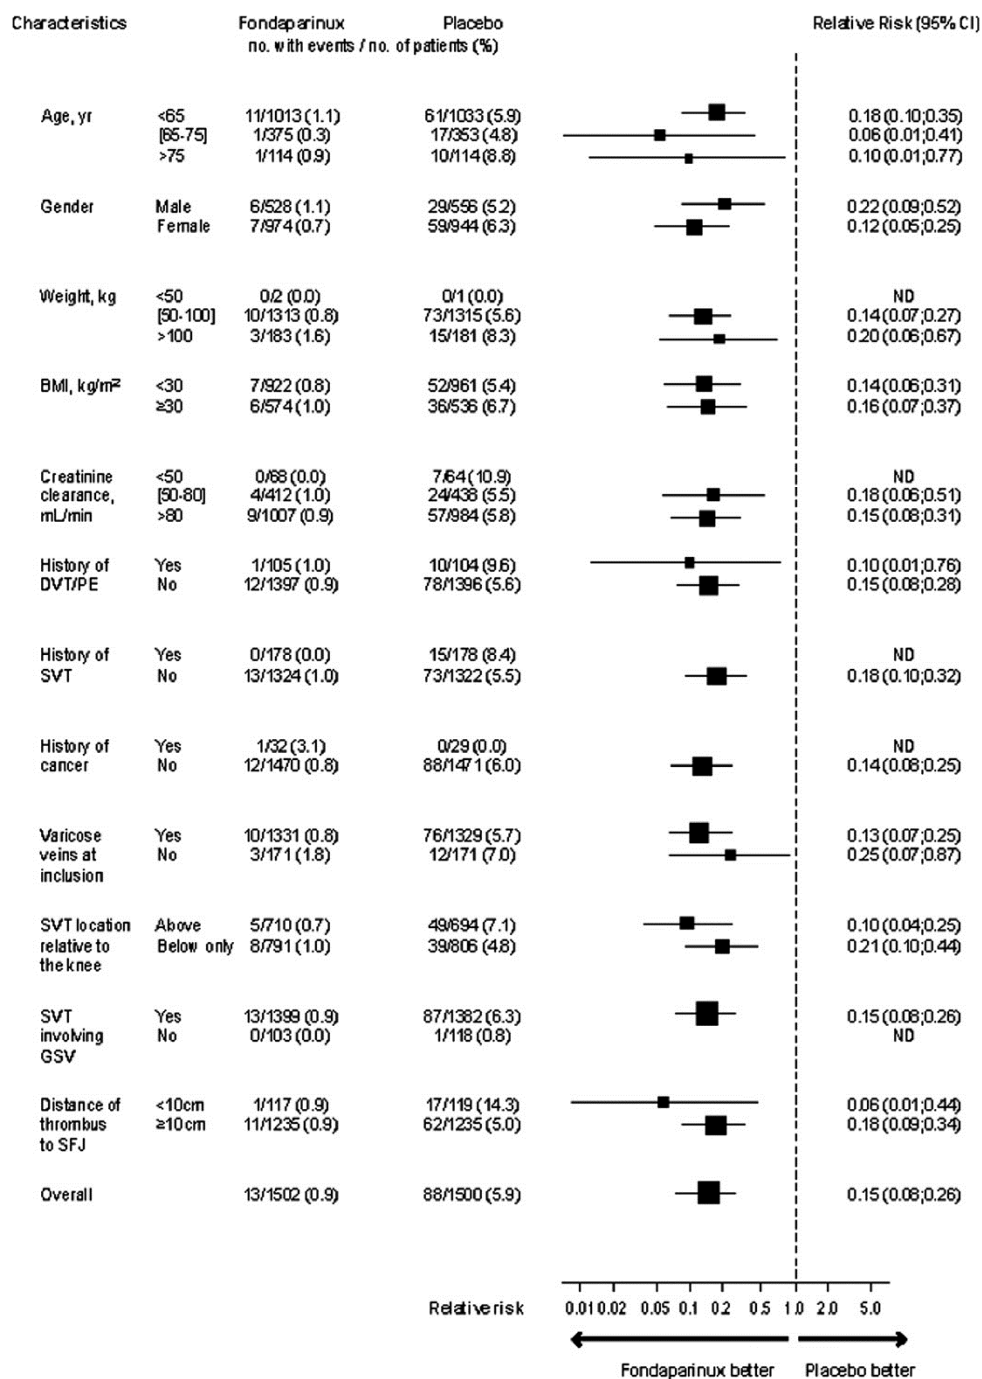 Characteristics Fondaparinux Placebo Relative Risk (95% CI)
no. with events / no. of patients (%)
Age, yr <65 11/1013 (1.1) 61/1033 (5.9) 0.18 (0.10;0.35)
[65-75] 1/375 (0.3) 17/353 (4.8) 0.06 (0.01;0.41)
>75 1/114 (0.9) 10/114 (8.8) 0.10 (0.01;0.77)
Gender Male 6/528 (1.1) 29/556 (5.2) 0.22 (0.09;0.52)
Female 7/974 (0.7) 59/944 (6.3) 0.12 (0.05;0.25)
Weight, kg <50 0/2 (0.0) 0/1 (0.0) ND
[50-100] 10/1313 (0.8) 73/1315 (5.6) 0.14 (0.07;0.27)
>100 3/183 (1.6) 15/181 (8.3) 0.20 (0.06;0.67)
BMI, kg/m² <30 7/922 (0.8) 52/961 (5.4) 0.14 (0.06;0.31)
≥30 6/574 (1.0) 36/536 (6.7) 0.16 (0.07;0.37)
Creatinine <50 0/68 (0.0) 7/64 (10.9) ND
clearance, [50-80] 4/412 (1.0) 24/438 (5.5) 0.18 (0.06;0.51)
mL/min >80 9/1007 (0.9) 57/984 (5.8) 0.15 (0.08;0.31)
History of Yes 1/105 (1.0) 10/104 (9.6) 0.10 (0.01;0.76)
DVT/PE No 12/1397 (0.9) 78/1396 (5.6) 0.15 (0.08;0.28)
History of Yes 0/178 (0.0) 15/178 (8.4) ND
SVT No 13/1324 (1.0) 73/1322 (5.5) 0.18 (0.10;0.32)
History of Yes 1/32 (3.1) 0/29 (0.0) ND
cancer No 12/1470 (0.8) 88/1471 (6.0) 0.14 (0.08;0.25)
Varicose Yes 10/1331 (0.8) 76/1329 (5.7) 0.13 (0.07;0.25)
veins at No 3/171 (1.8) 12/171 (7.0) 0.25 (0.07;0.87)
inclusion
SVT location Above 5/710 (0.7) 49/694 (7.1) 0.10 (0.04;0.25)
relative to Below only 8/791 (1.0) 39/806 (4.8) 0.21 (0.10;0.44)
the knee
SVT Yes 13/1399 (0.9) 87/1382 (6.3) 0.15 (0.08;0.26)
involving No 0/103 (0.0) 1/118 (0.8) ND
GSV
Distance of <10cm 1/117 (0.9) 17/119 (14.3) 0.06 (0.01;0.44)
thrombus ≥10cm 11/1235 (0.9) 62/1235 (5.0) 0.18 (0.09;0.34)
to SFJ
Overall 13/1502 (0.9) 88/1500 (5.9) 0.15 (0.08;0.26)
Relative risk 0.01 0.02 0.05 0.1 0.2 0.5 1.0 2.0 5.0
Fondaparinux better Placebo better